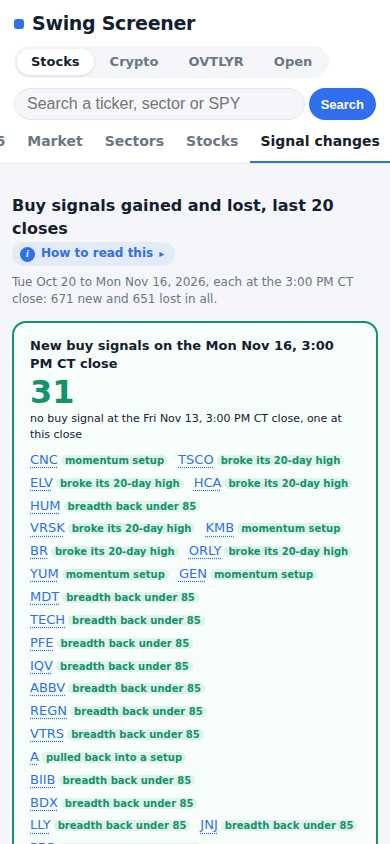 Swing Screener
Stocks Crypto OVTLYR Open
Search a ticker, sector or SPY Search
Market Sectors Stocks Signal changes
Buy signals gained and lost, last 20
closes
i How to read this ▸
Tue Oct 20 to Mon Nov 16, 2026, each at the 3:00 PM CT
close: 671 new and 651 lost in all.
New buy signals on the Mon Nov 16, 3:00
PM CT close
31
no buy signal at the Fri Nov 13, 3:00 PM CT close, one at
this close
CNC momentum setup TSCO broke its 20-day high
ELV broke its 20-day high HCA broke its 20-day high
HUM breadth back under 85
VRSK broke its 20-day high KMB momentum setup
BR broke its 20-day high ORLY broke its 20-day high
YUM momentum setup GEN momentum setup
MDT breadth back under 85
TECH breadth back under 85
PFE breadth back under 85
IQV breadth back under 85
ABBV breadth back under 85
REGN breadth back under 85
VTRS breadth back under 85
A pulled back into a setup
BIIB breadth back under 85
BDX breadth back under 85
LLY breadth back under 85 JNJ breadth back under 85